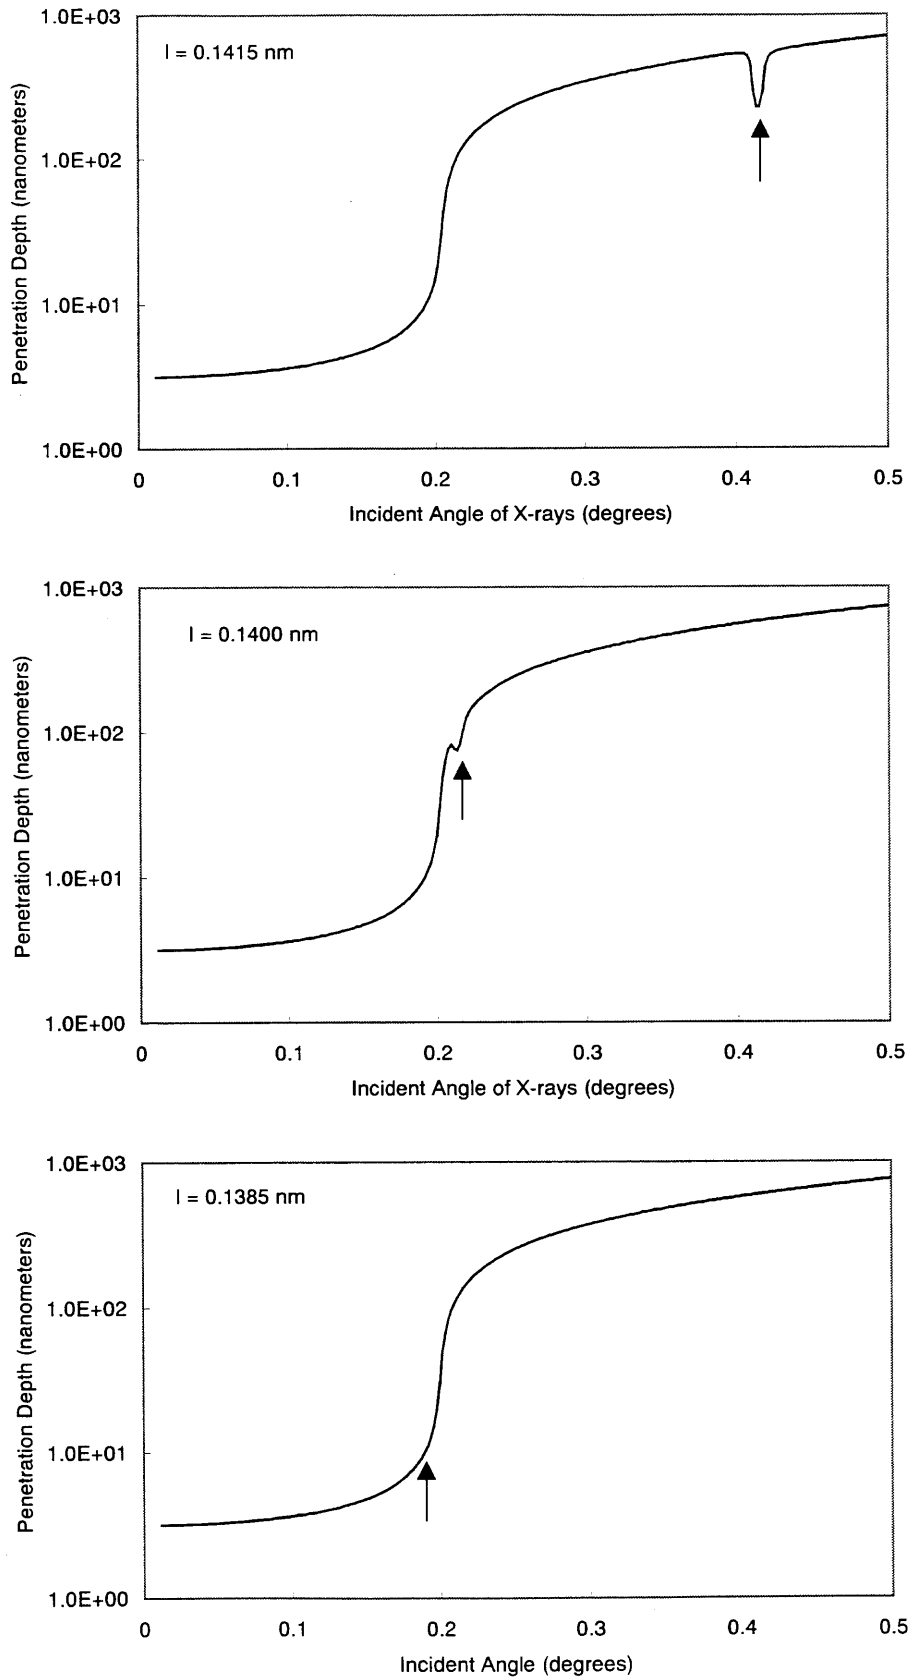 1.0E+03
l = 0.1415 nm
1.0E+02
1.0E+01
1.0E+00
Penetration Depth (nanometers)
0 0.1 0.2 0.3 0.4 0.5
Incident Angle of X-rays (degrees)
1.0E+03
l = 0.1400 nm
1.0E+02
1.0E+01
1.0E+00
Penetration Depth (nanometers)
0 0.1 0.2 0.3 0.4 0.5
Incident Angle of X-rays (degrees)
1.0E+03
l = 0.1385 nm
1.0E+02
1.0E+01
1.0E+00
Penetration Depth (nanometers)
0 0.1 0.2 0.3 0.4 0.5
Incident Angle (degrees)